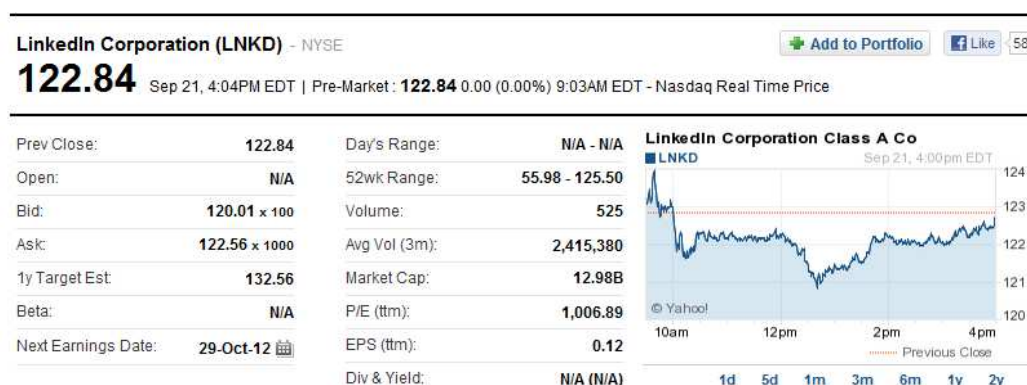 LinkedIn Corporation (LNKD) - NYSE
Add to Portfolio
Like
58
122.84 Sep 21, 4:04PM EDT | Pre-Market : 122.84 0.00 (0.00%) 9:03AM EDT - Nasdaq Real Time Price
Prev Close: 122.84
Open: N/A
Bid: 120.01 x 100
Ask: 122.56 x 1000
1y Target Est: 132.56
Beta: N/A
Next Earnings Date: 29-Oct-12
Day's Range: N/A - N/A
52wk Range: 55.98 - 125.50
Volume: 525
Avg Vol (3m): 2,415,380
Market Cap: 12.98B
P/E (ttm): 1,006.89
EPS (ttm): 0.12
Div & Yield: N/A (N/A)
LinkedIn Corporation Class A Co
LNKD Sep 21, 4:00pm EDT
124
123
122
121
120
© Yahoo!
10am 12pm 2pm 4pm
Previous Close
1d 5d 1m 3m 6m 1y 2y